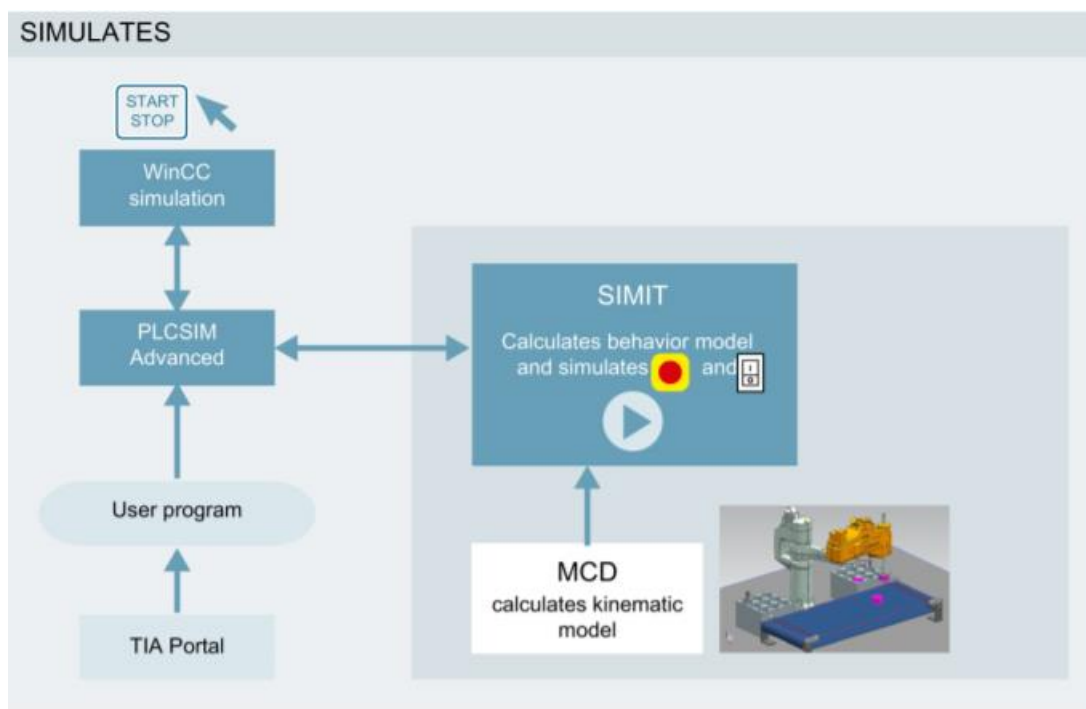 SIMULATES
START
STOP
WinCC
simulation
PLCSIM
Advanced
SIMIT
Calculates behavior model
and simulates and
I
0
User program
MCD
calculates kinematic
model
TIA Portal